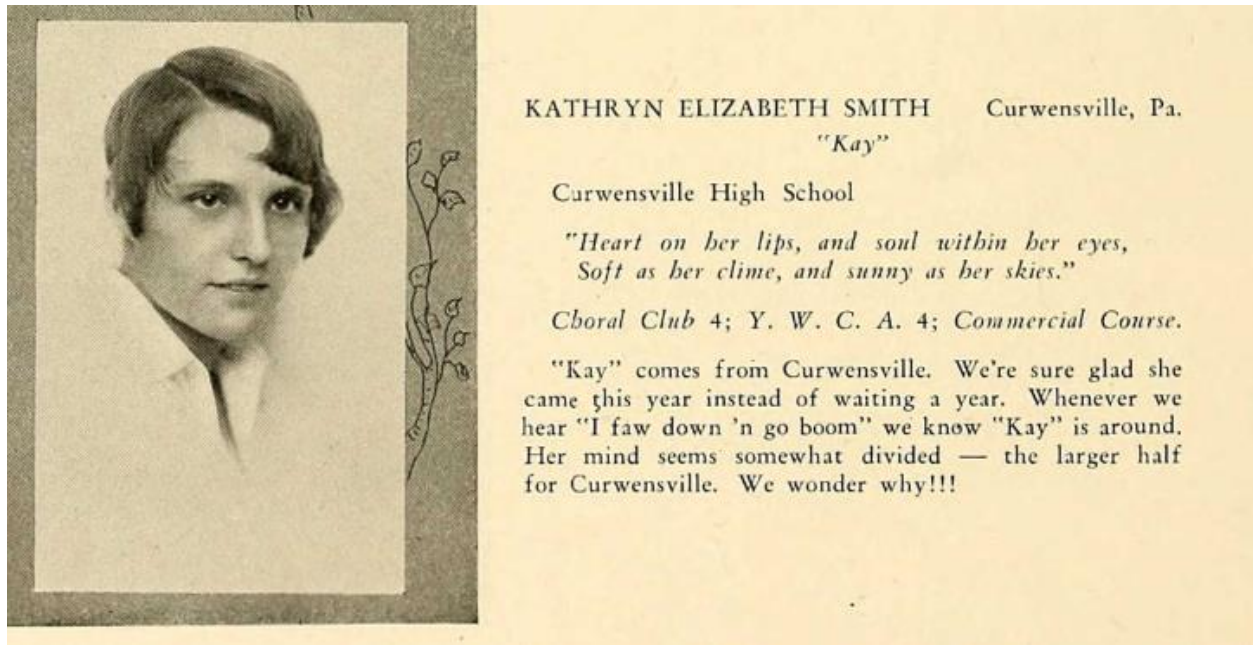 KATHRYN ELIZABETH SMITH Curwensville, Pa.
"Kay"
Curwensville High School
"Heart on her lips, and soul within her eyes,
Soft as her clime, and sunny as her skies."
Choral Club 4; Y. W. C. A. 4; Commercial Course.
"Kay" comes from Curwensville. We're sure glad she
came this year instead of waiting a year. Whenever we
hear "I faw down 'n go boom" we know "Kay" is around.
Her mind seems somewhat divided — the larger half
for Curwensville. We wonder why!!!